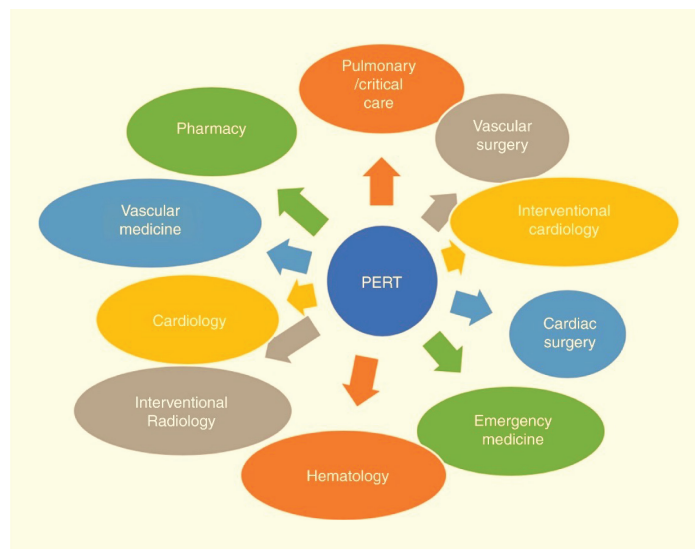 Pulmonary
/critical
care
Vascular
surgery
Interventional
cardiology
Cardiac
surgery
Emergency
medicine
Hematology
Interventional
Radiology
Cardiology
Vascular
medicine
Pharmacy
PERT